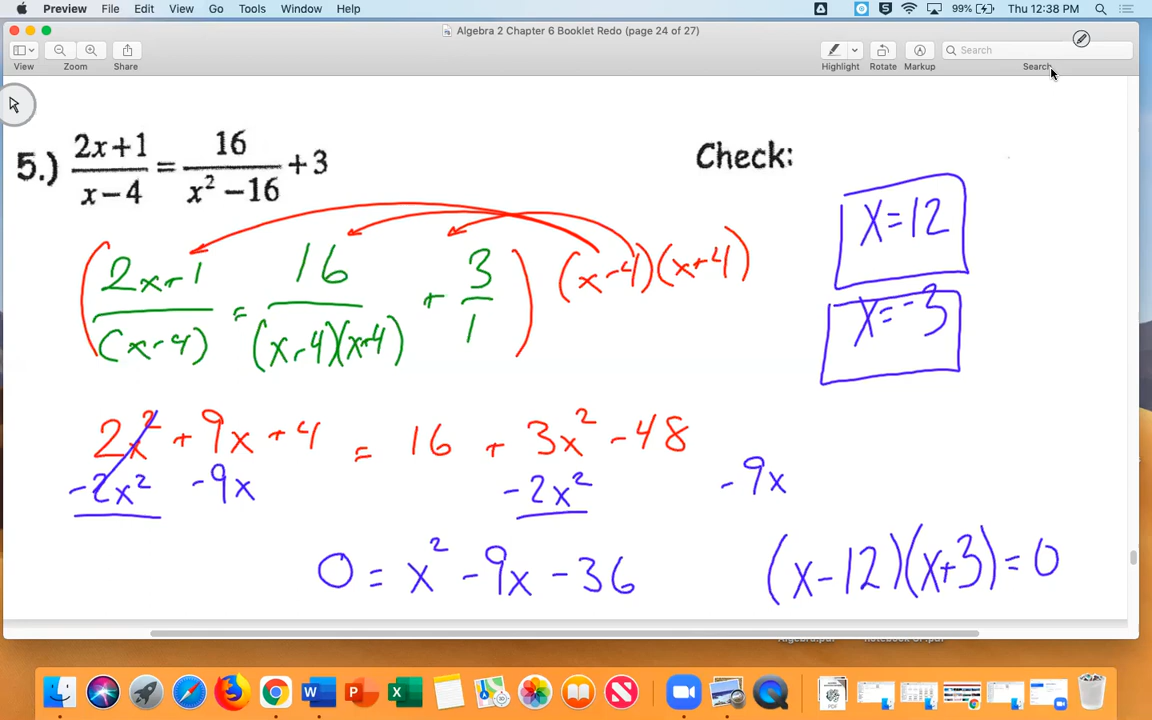 Preview File Edit View Go Tools Window Help 99% Thu 12:38 PM
Algebra 2 Chapter 6 Booklet Redo (page 24 of 27)
Search
View Zoom Share Highlight Rotate Markup Search
5.) (2x+1)/(x-4) = 16/(x²-16) + 3
Check:
X=12
X=-3
((2x+1)/(x-4) = 16/((x-4)(x+4)) + 3/1) (x-4)(x+4)
2x² + 9x + 4 = 16 + 3x² - 48
-2x² -9x -2x² -9x
0 = x² - 9x - 36
(x-12)(x+3) = 0